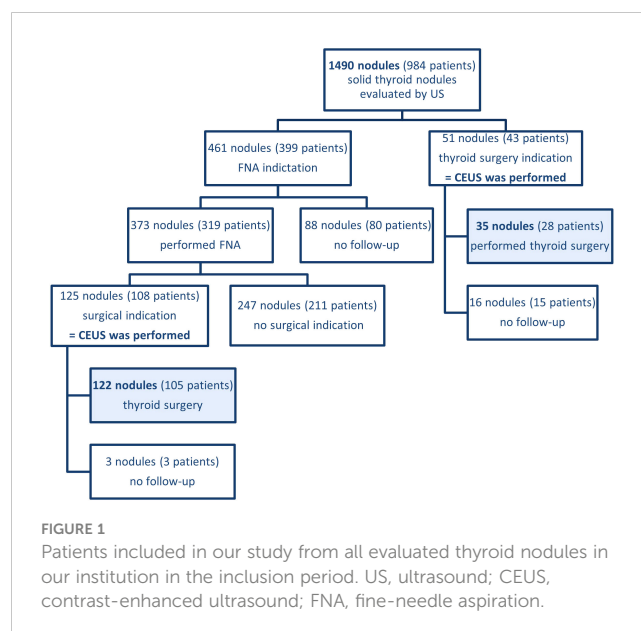 1490 nodules (984 patients)
solid thyroid nodules
evaluated by US
461 nodules (399 patients)
FNA indictation
51 nodules (43 patients)
thyroid surgery indication
= CEUS was performed
373 nodules (319 patients)
performed FNA
88 nodules (80 patients)
no follow-up
35 nodules (28 patients)
performed thyroid surgery
125 nodules (108 patients)
surgical indication
= CEUS was performed
247 nodules (211 patients)
no surgical indication
16 nodules (15 patients)
no follow-up
122 nodules (105 patients)
thyroid surgery
3 nodules (3 patients)
no follow-up
FIGURE 1
Patients included in our study from all evaluated thyroid nodules in
our institution in the inclusion period. US, ultrasound; CEUS,
contrast-enhanced ultrasound; FNA, fine-needle aspiration.